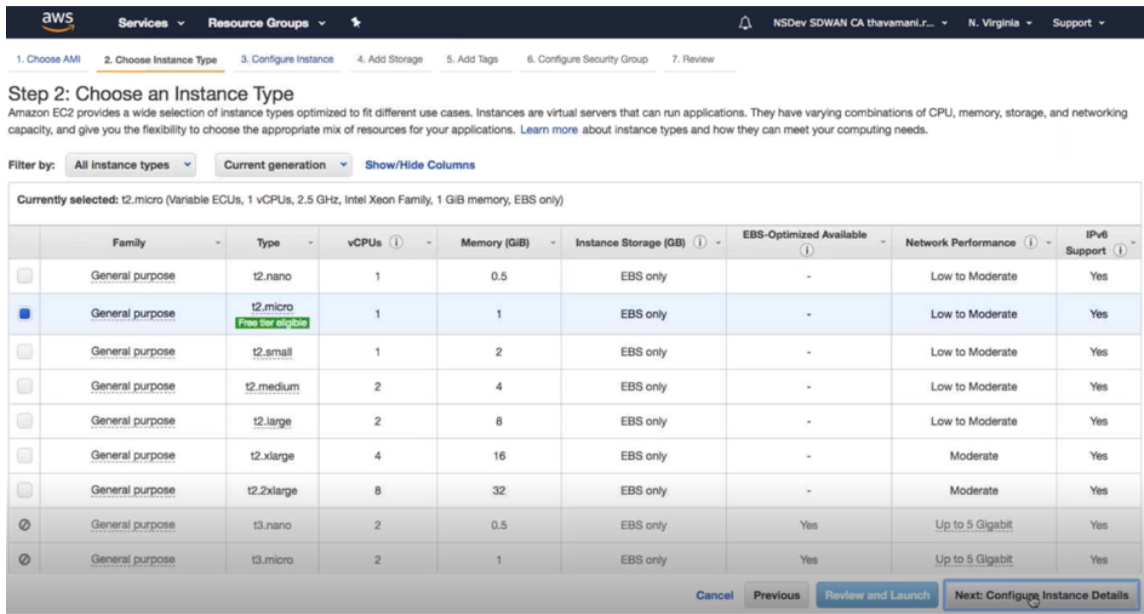 aws Services Resource Groups NSDev SDWAN CA thavamani.r... N. Virginia Support
1. Choose AMI 2. Choose Instance Type 3. Configure Instance 4. Add Storage 5. Add Tags 6. Configure Security Group 7. Review
Step 2: Choose an Instance Type
Amazon EC2 provides a wide selection of instance types optimized to fit different use cases. Instances are virtual servers that can run applications. They have varying combinations of CPU, memory, storage, and networking
capacity, and give you the flexibility to choose the appropriate mix of resources for your applications. Learn more about instance types and how they can meet your computing needs.
Filter by: All instance types Current generation Show/Hide Columns
Currently selected: t2.micro (Variable ECUs, 1 vCPUs, 2.5 GHz, Intel Xeon Family, 1 GiB memory, EBS only)
Family Type vCPUs Memory (GiB) Instance Storage (GB) EBS-Optimized Available Network Performance IPv6 Support
General purpose t2.nano 1 0.5 EBS only - Low to Moderate Yes
General purpose t2.micro Free tier eligible 1 1 EBS only - Low to Moderate Yes
General purpose t2.small 1 2 EBS only - Low to Moderate Yes
General purpose t2.medium 2 4 EBS only - Low to Moderate Yes
General purpose t2.large 2 8 EBS only - Low to Moderate Yes
General purpose t2.xlarge 4 16 EBS only - Moderate Yes
General purpose t2.2xlarge 8 32 EBS only - Moderate Yes
General purpose t3.nano 2 0.5 EBS only Yes Up to 5 Gigabit Yes
General purpose t3.micro 2 1 EBS only Yes Up to 5 Gigabit Yes
Cancel Previous Review and Launch Next: Configure Instance Details